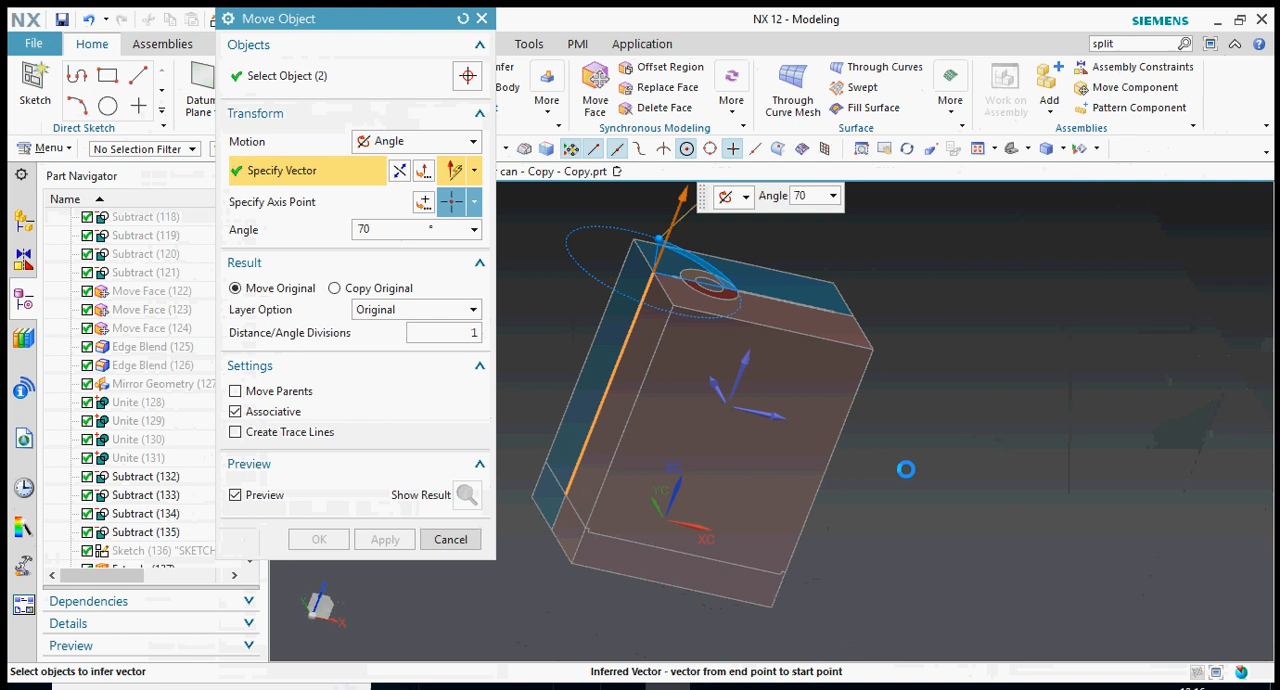 NX
Move Object
NX 12 - Modeling
SIEMENS
File
Home
Assemblies
Tools
PMI
Application
split
Sketch
Direct Sketch
Datum
Plane
Objects
Select Object (2)
Transform
Motion
Angle
Specify Vector
Specify Axis Point
Angle
70
°
Result
Move Original
Copy Original
Layer Option
Original
Distance/Angle Divisions
1
Settings
Move Parents
Associative
Create Trace Lines
Preview
Preview
Show Result
OK
Apply
Cancel
nfer
Body
More
Move
Face
Offset Region
Replace Face
Delete Face
More
Synchronous Modeling
Through
Curve Mesh
Through Curves
Swept
Fill Surface
More
Surface
Work on
Assembly
Add
Assembly Constraints
Move Component
Pattern Component
Assemblies
Menu
No Selection Filter
can - Copy - Copy.prt
Angle
70
Part Navigator
Name
Subtract (118)
Subtract (119)
Subtract (120)
Subtract (121)
Move Face (122)
Move Face (123)
Move Face (124)
Edge Blend (125)
Edge Blend (126)
Mirror Geometry (127
Unite (128)
Unite (129)
Unite (130)
Unite (131)
Subtract (132)
Subtract (133)
Subtract (134)
Subtract (135)
Sketch (136) "SKETCH
Dependencies
Details
Preview
YC
XC
X
Select objects to infer vector
Inferred Vector - vector from end point to start point